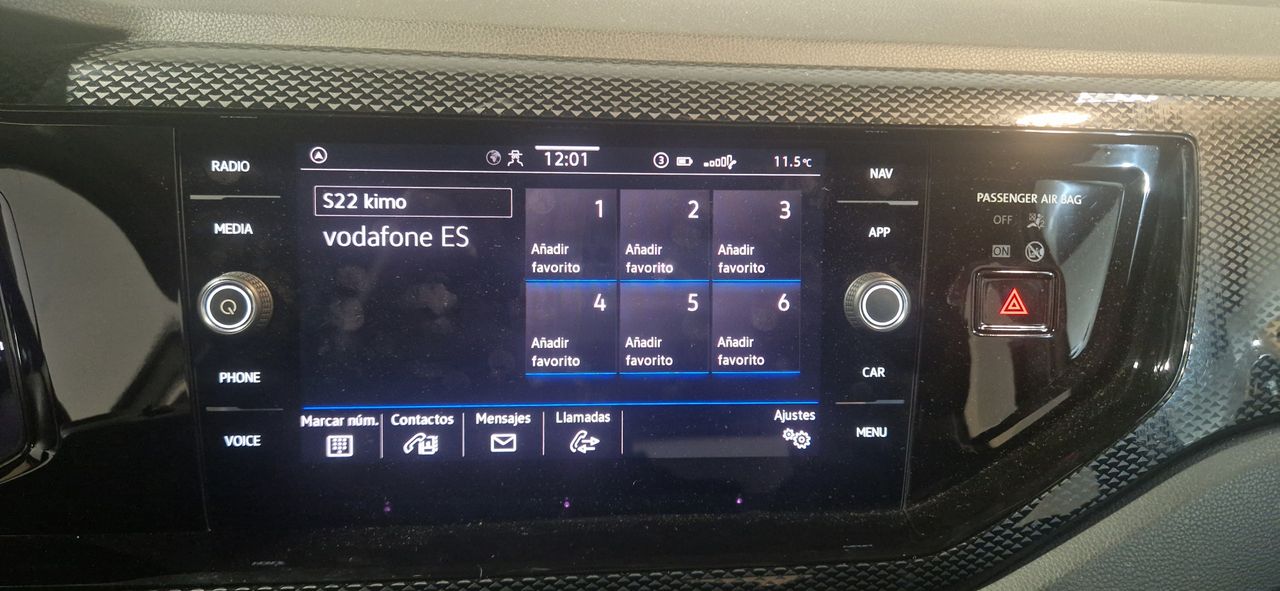 RADIO
MEDIA
PHONE
VOICE
12:01
3
11.5°C
S22 kimo
vodafone ES
1
Añadir
favorito
2
Añadir
favorito
3
Añadir
favorito
4
Añadir
favorito
5
Añadir
favorito
6
Añadir
favorito
Marcar núm.
Contactos
Mensajes
Llamadas
Ajustes
NAV
APP
CAR
MENU
PASSENGER AIR BAG
OFF
ON